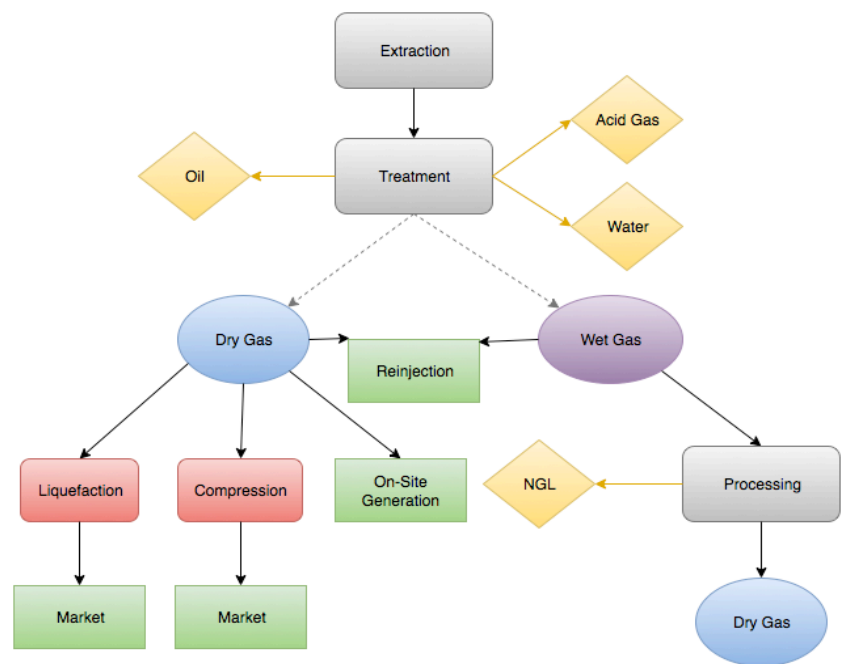 Extraction
Acid Gas
Oil
Treatment
Water
Dry Gas
Wet Gas
Reinjection
Liquefaction
Compression
On-Site
Generation
NGL
Processing
Market
Market
Dry Gas